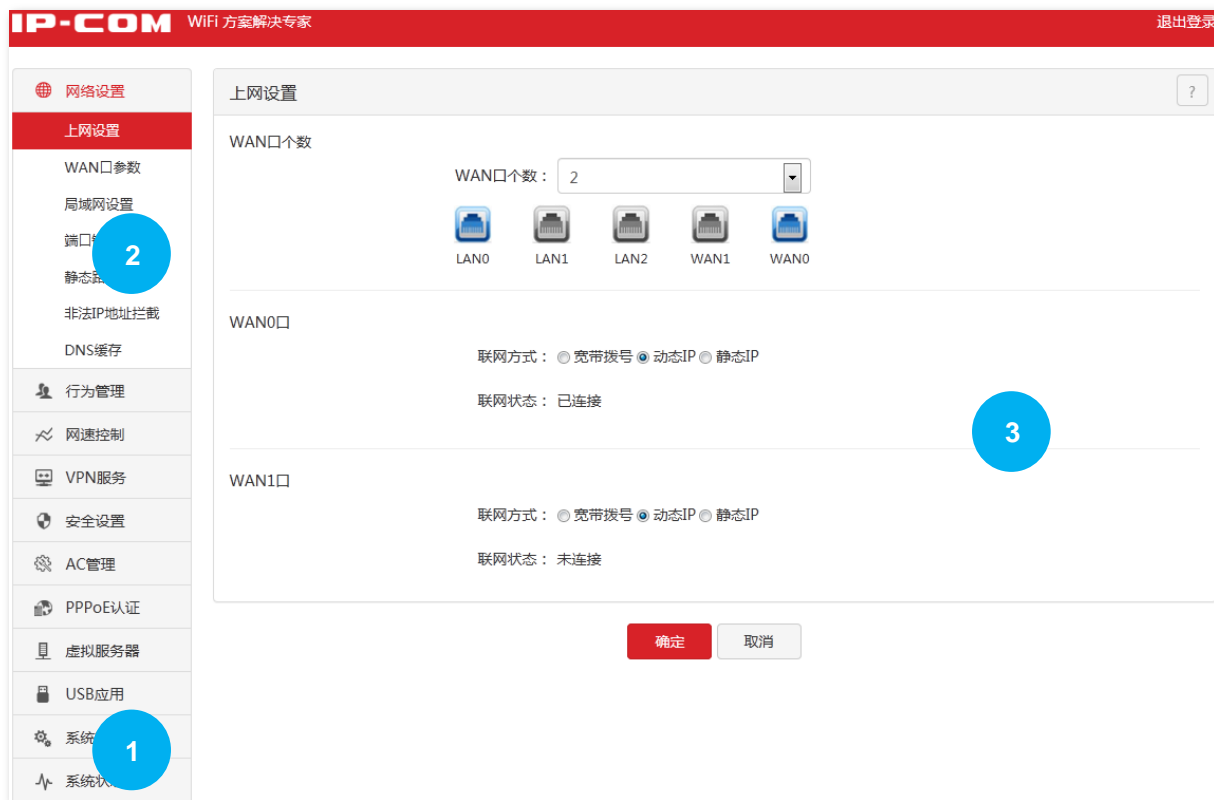 IP-COM WiFi 方案解决专家 退出登录
网络设置
上网设置
WAN口参数
局域网设置
端口
2
静态
非法IP地址拦截
DNS缓存
行为管理
网速控制
VPN服务
安全设置
AC管理
PPPoE认证
虚拟服务器
USB应用
系统
1
系统状
上网设置 ?
WAN口个数
WAN口个数： 2
LAN0 LAN1 LAN2 WAN1 WAN0
WAN0口
联网方式： 宽带拨号 动态IP 静态IP
联网状态： 已连接
3
WAN1口
联网方式： 宽带拨号 动态IP 静态IP
联网状态： 未连接
确定 取消